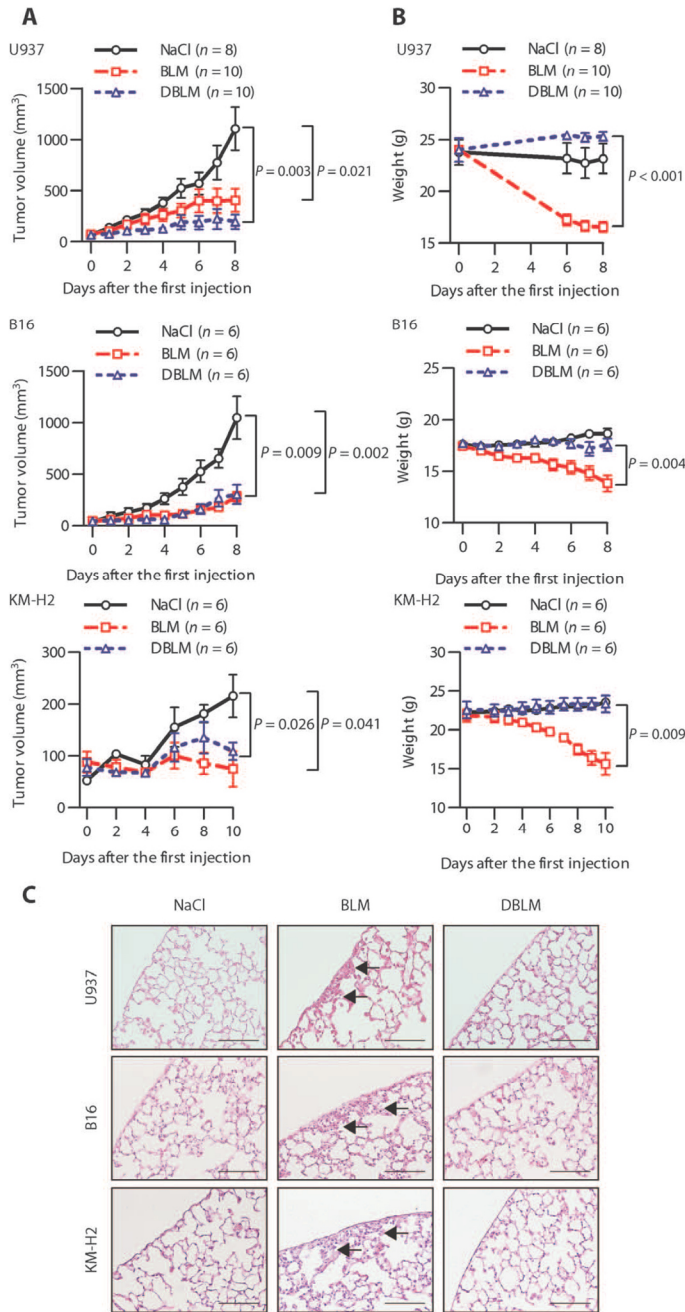 A
U937
NaCl (n = 8)
BLM (n = 10)
DBLM (n = 10)
Tumor volume (mm³)
1500
1000
500
0
P = 0.003
P = 0.021
0 2 4 6 8
Days after the first injection
B16
NaCl (n = 6)
BLM (n = 6)
DBLM (n = 6)
Tumor volume (mm³)
1000
500
0
P = 0.009
P = 0.002
0 2 4 6 8
Days after the first injection
KM-H2
NaCl (n = 6)
BLM (n = 6)
DBLM (n = 6)
Tumor volume (mm³)
300
200
100
0
P = 0.026
P = 0.041
0 2 4 6 8 10
Days after the first injection
B
U937
NaCl (n = 8)
BLM (n = 10)
DBLM (n = 10)
Weight (g)
30
25
20
15
P < 0.001
0 2 4 6 8
Days after the first injection
B16
NaCl (n = 6)
BLM (n = 6)
DBLM (n = 6)
Weight (g)
25
20
15
10
P = 0.004
0 2 4 6 8
Days after the first injection
KM-H2
NaCl (n = 6)
BLM (n = 6)
DBLM (n = 6)
Weight (g)
30
25
20
15
10
P = 0.009
0 2 4 6 8 10
Days after the first injection
C
NaCl BLM DBLM
U937
B16
KM-H2